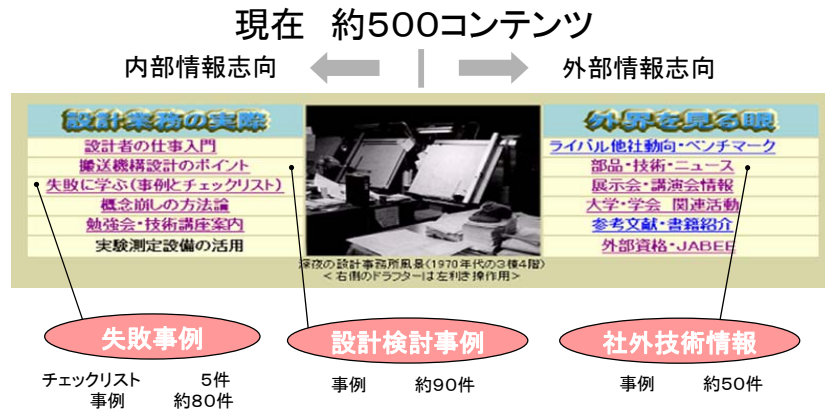 現在　約500コンテンツ
内部情報志向
外部情報志向
設計業務の実際
設計者の仕事入門
搬送機構設計のポイント
失敗に学ぶ(事例とチェックリスト)
概念崩しの方法論
勉強会・技術講座案内
実験測定設備の活用
深夜の設計事務所風景(1970年代の3棟4階)
<右側のドラフターは左利き操作用>
外界を見る眼
ライバル他社動向・ベンチマーク
部品・技術・ニュース
展示会・講演会情報
大学・学会 関連活動
参考文献・書籍紹介
外部資格・JABEE
失敗事例
チェックリスト　5件
事例　約80件
設計検討事例
事例　約90件
社外技術情報
事例　約50件